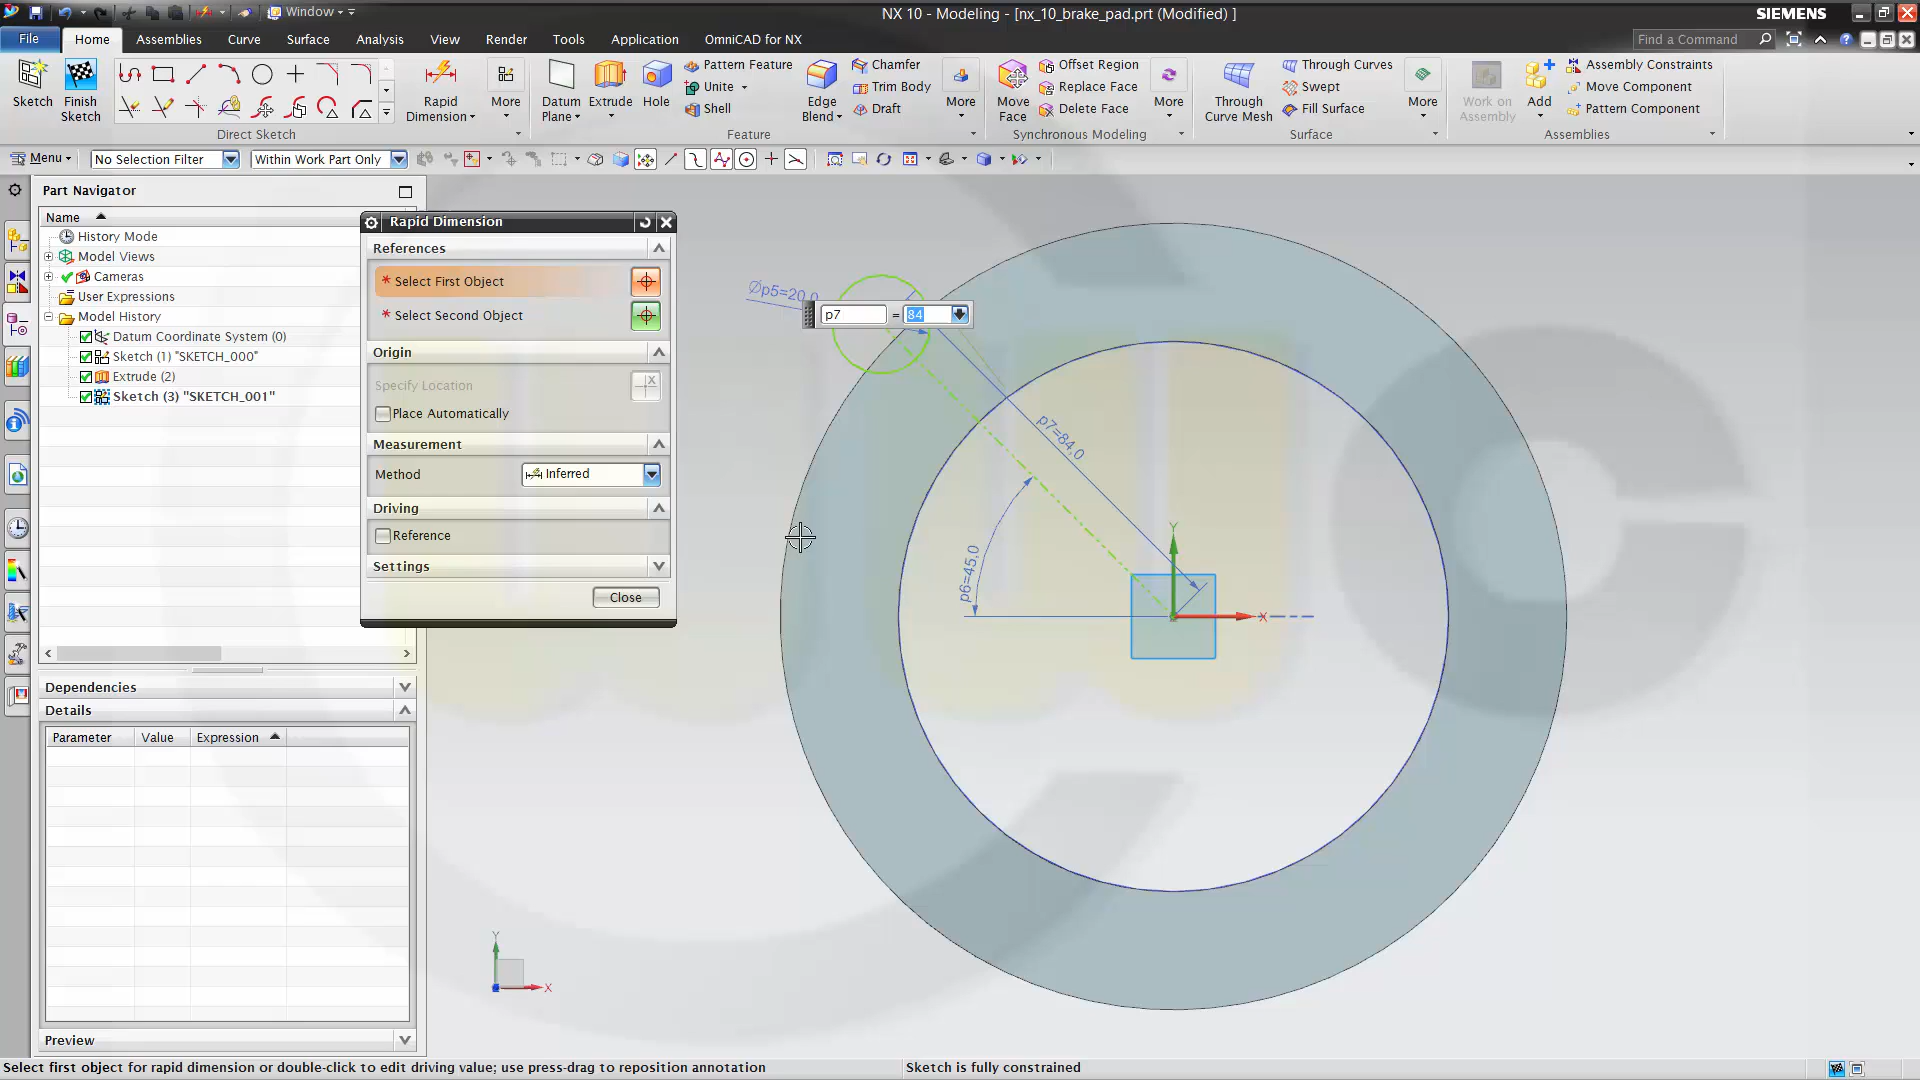 Window
NX 10 - Modeling - [nx_10_brake_pad.prt (Modified) ]
SIEMENS
File
Home
Assemblies
Curve
Surface
Analysis
View
Render
Tools
Application
OmniCAD for NX
Find a Command
Sketch
Finish Sketch
Rapid Dimension
More
Datum Plane
Extrude
Hole
Pattern Feature
Unite
Shell
Edge Blend
Chamfer
Trim Body
Draft
More
Move Face
Offset Region
Replace Face
Delete Face
More
Through Curve Mesh
Through Curves
Swept
Fill Surface
More
Work on Assembly
Add
Assembly Constraints
Move Component
Pattern Component
Direct Sketch
Feature
Synchronous Modeling
Surface
Assemblies
Menu
No Selection Filter
Within Work Part Only
Part Navigator
Name
History Mode
Model Views
Cameras
User Expressions
Model History
Datum Coordinate System (0)
Sketch (1) "SKETCH_000"
Extrude (2)
Sketch (3) "SKETCH_001"
Dependencies
Details
Parameter
Value
Expression
Preview
Rapid Dimension
References
* Select First Object
* Select Second Object
Origin
Specify Location
Place Automatically
Measurement
Method
Inferred
Driving
Reference
Settings
Close
Øp5=20,0
p7 = 84
p7=84,0
p6=45,0
Y
X
Y
X
Select first object for rapid dimension or double-click to edit driving value; use press-drag to reposition annotation
Sketch is fully constrained